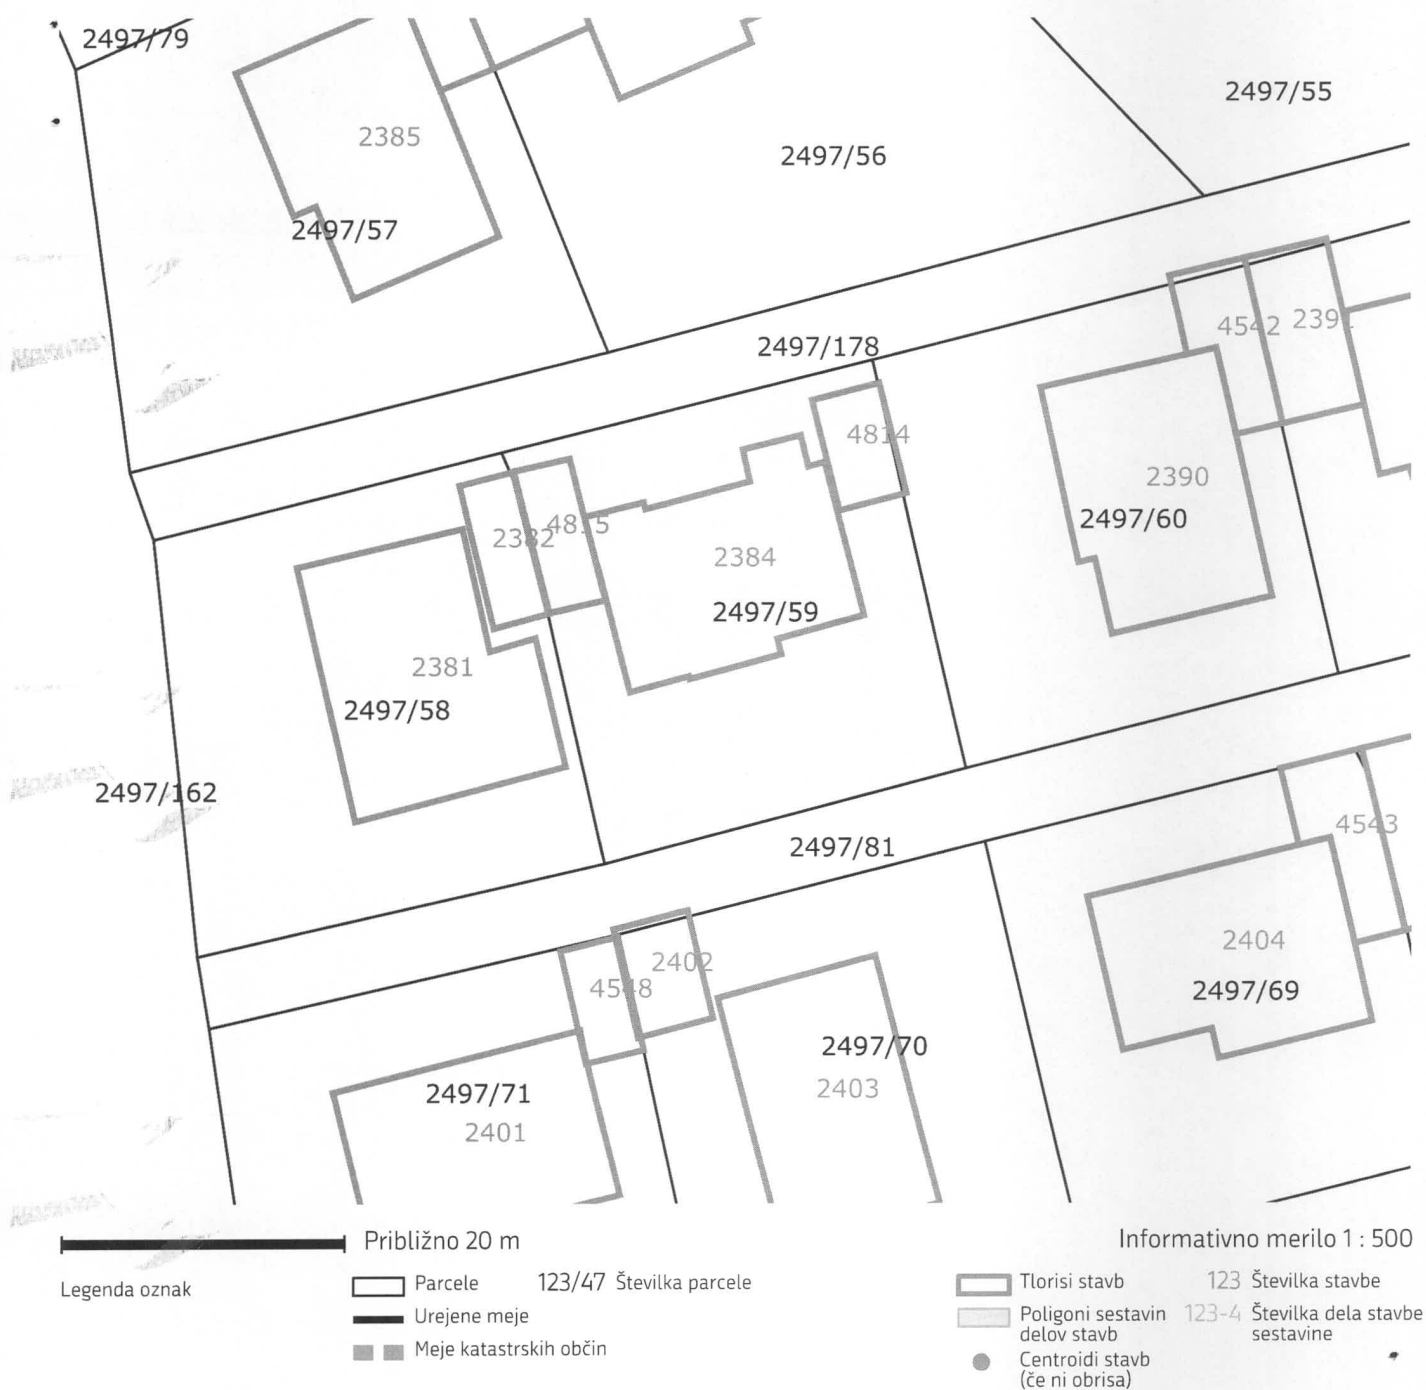 2497/79
2497/55
2385
2497/56
2497/57
4542
2497/178
4814
2390
2497/60
4815
2382
2384
2497/59
2381
2497/58
2497/162
4543
2497/81
2404
2402
4548
2497/69
2497/70
2403
2497/71
2401
Približno 20 m
Informativno merilo 1 : 500
Legenda oznak
Parcele
123/47 Številka parcele
Urejene meje
Meje katastrskih občin
Tlorisi stavb
123 Številka stavbe
Poligoni sestavin
delov stavb
123-4 Številka dela stavbe
sestavine
Centroidi stavb
(če ni obrisa)